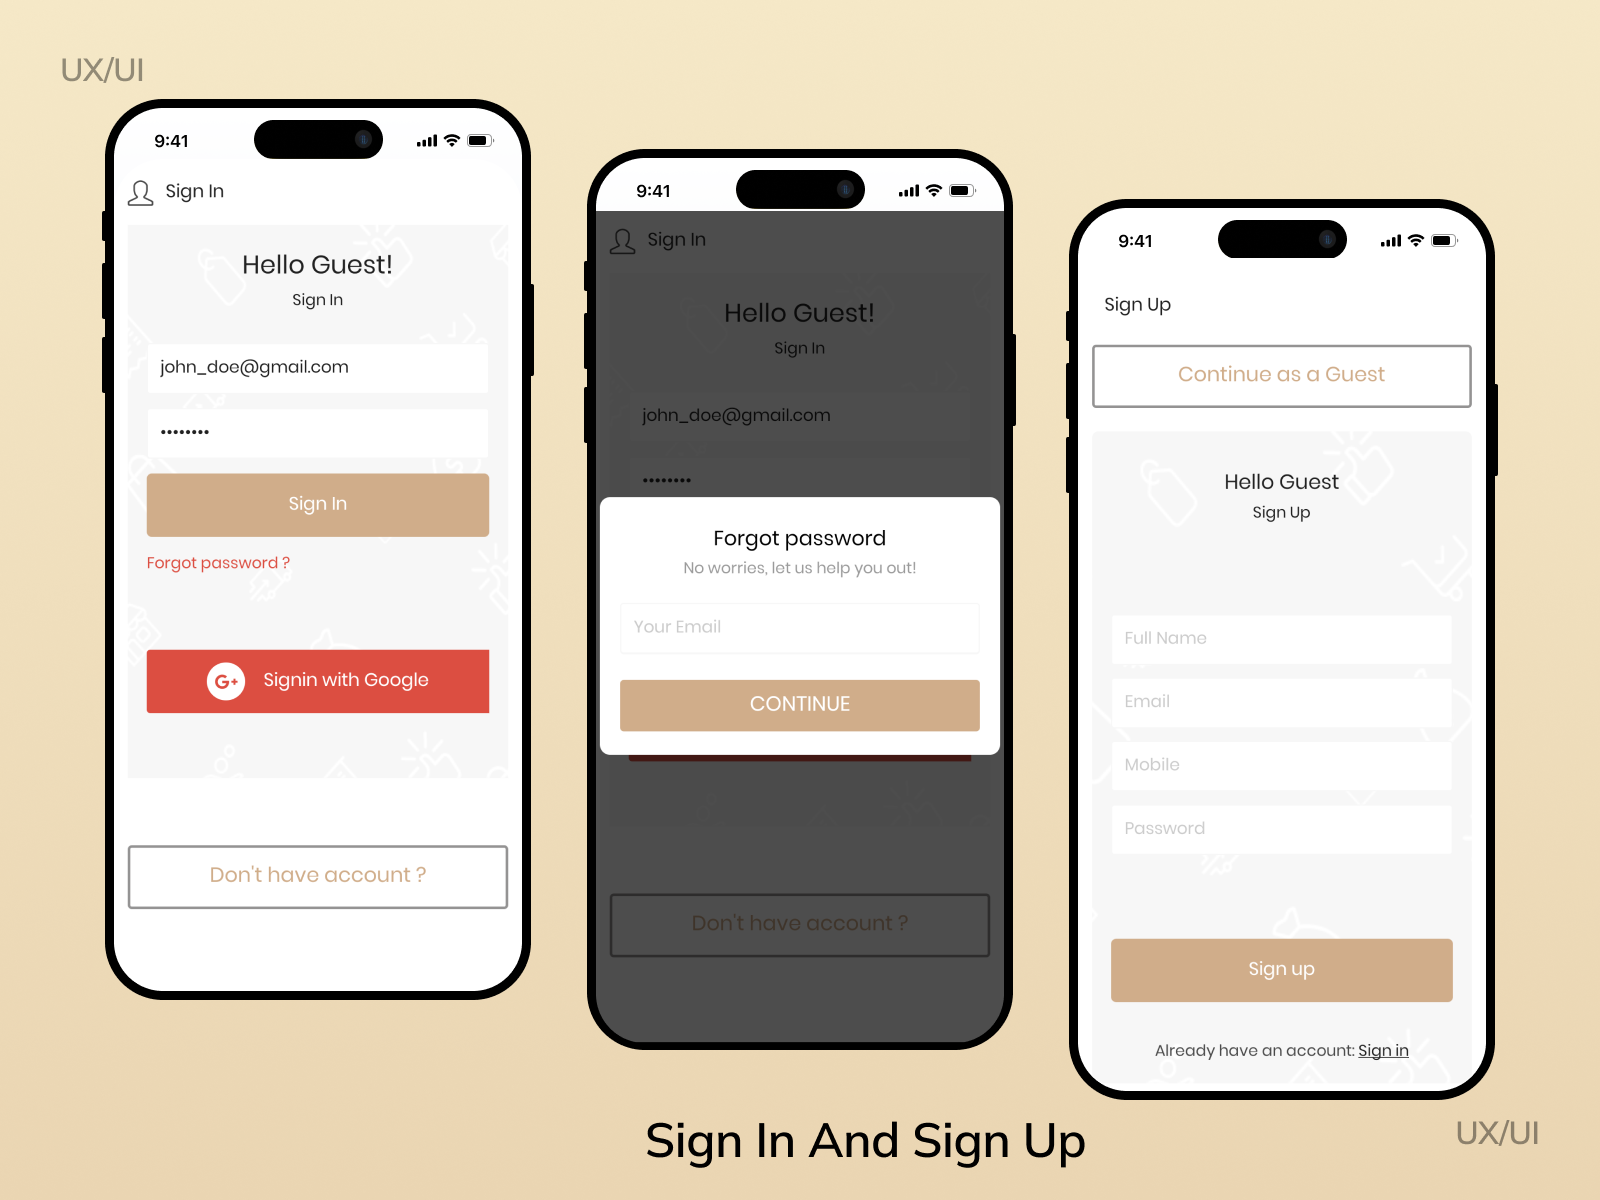 UX/UI
9:41
Sign In
Hello Guest!
Sign In
john_doe@gmail.com
••••••••
Sign In
Forgot password ?
G+ Signin with Google
Don't have account ?
9:41
Sign In
Hello Guest!
Sign In
john_doe@gmail.com
••••••••
Forgot password
No worries, let us help you out!
Your Email
CONTINUE
Don't have account ?
9:41
Sign Up
Continue as a Guest
Hello Guest
Sign Up
Full Name
Email
Mobile
Password
Sign up
Already have an account: Sign in
Sign In And Sign Up
UX/UI